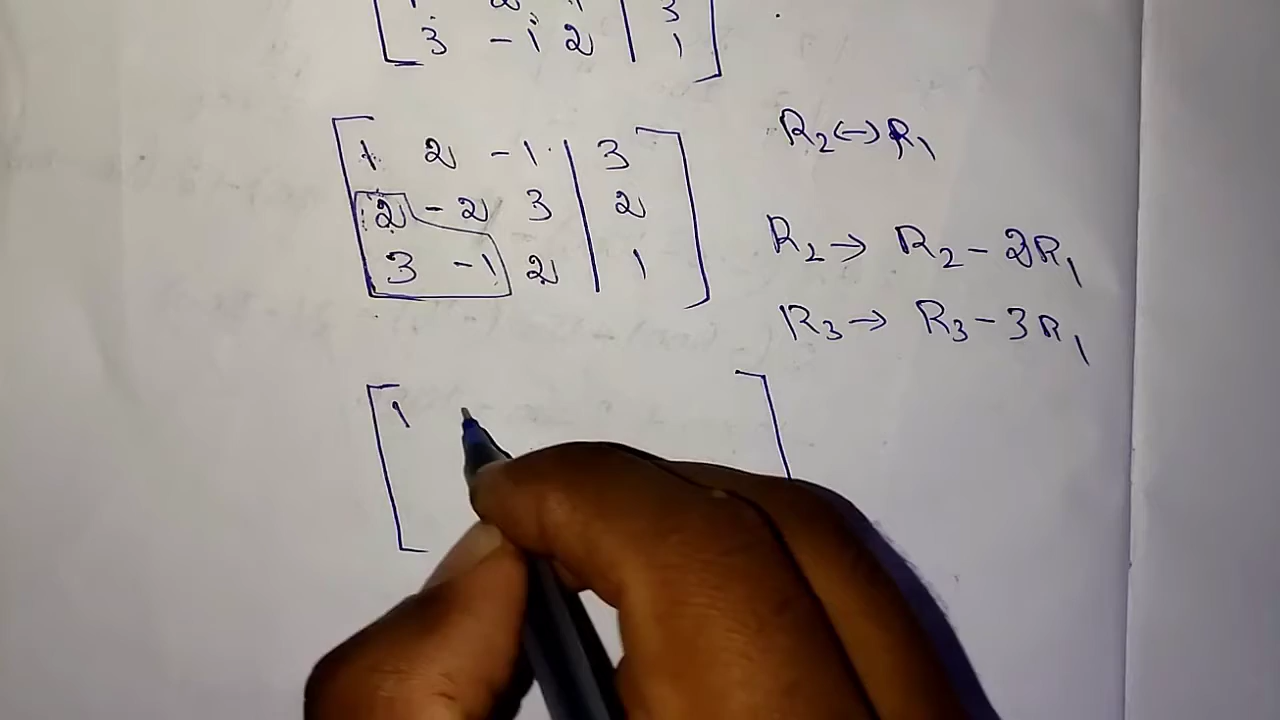 3
3 -1 2 | 1
1 2 -1 | 3
R2 ↔ R1
2 -2 3 | 2
R2 → R2 - 2R1
3 -1 2 | 1
R3 → R3 - 3R1
1